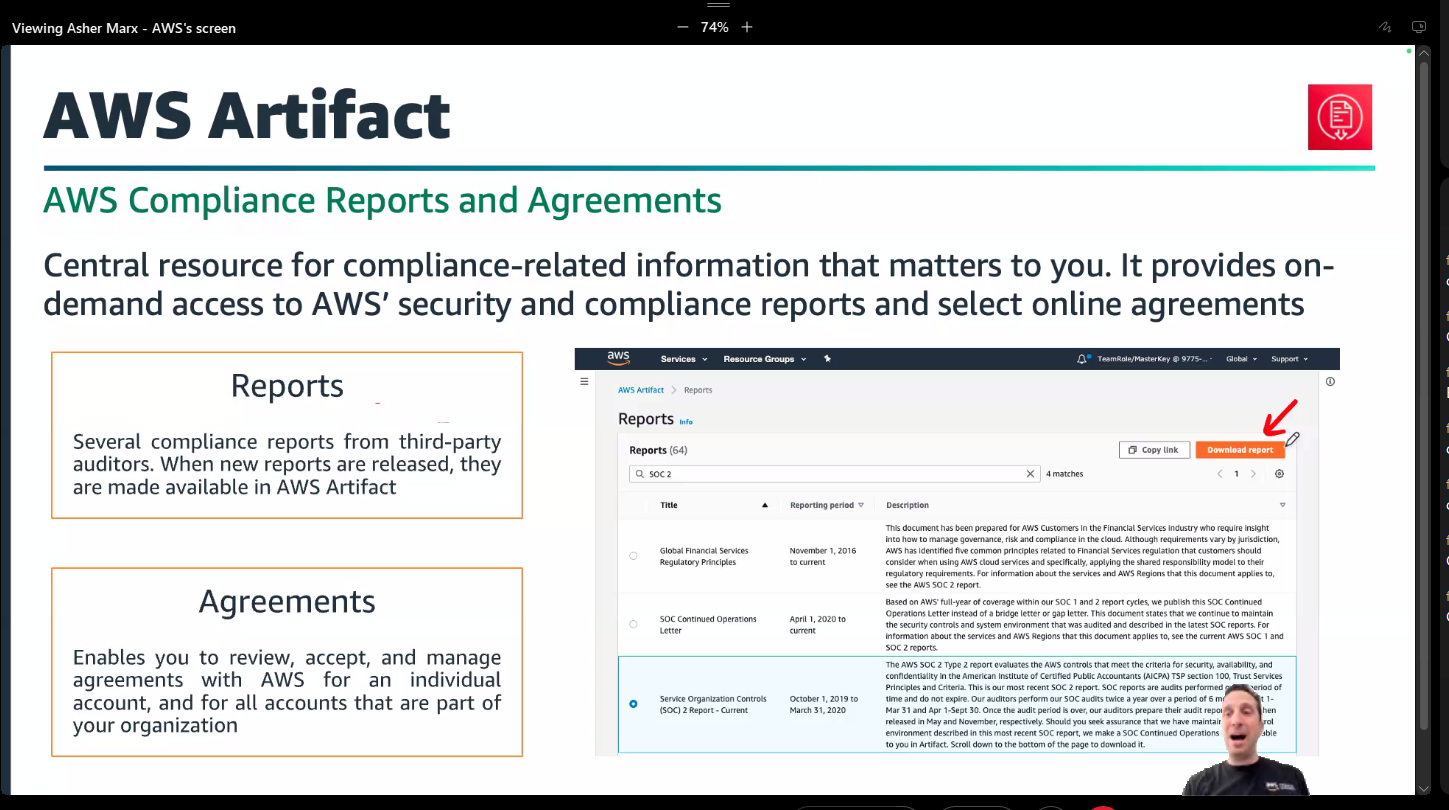 Viewing Asher Marx - AWS's screen
74%
AWS Artifact
AWS Compliance Reports and Agreements
Central resource for compliance-related information that matters to you. It provides on-
demand access to AWS' security and compliance reports and select online agreements
Reports
Several compliance reports from third-party
auditors. When new reports are released, they
are made available in AWS Artifact
Agreements
Enables you to review, accept, and manage
agreements with AWS for an individual
account, and for all accounts that are part of
your organization
aws Services Resource Groups TeamRole/MasterKey @ 9775-... Global Support
AWS Artifact > Reports
Reports Info
Reports (64) Copy link Download report
SOC 2 4 matches 1
Title Reporting period Description
Global Financial Services
Regulatory Principles
November 1, 2016
to current
This document has been prepared for AWS Customers in the Financial Services Industry who require insight
into how to manage governance, risk and compliance in the cloud. Although requirements vary by jurisdiction,
AWS has identified five common principles related to Financial Services regulation that customers should
consider when using AWS cloud services and specifically, applying the shared responsibility model to their
regulatory requirements. For information about the services and AWS Regions that this document applies to,
see the AWS SOC 2 report.
SOC Continued Operations
Letter
April 1, 2020 to
current
Based on AWS' full-year of coverage within our SOC 1 and 2 report cycles, we publish this SOC Continued
Operations Letter instead of a bridge letter or gap letter. This document states that we continue to maintain
the security controls and system environment that was audited and described in the latest SOC reports. For
information about the services and AWS Regions that this document applies to, see the current AWS SOC 1 and
SOC 2 reports.
Service Organization Controls
(SOC) 2 Report - Current
October 1, 2019 to
March 31, 2020
The AWS SOC 2 Type 2 report evaluates the AWS controls that meet the criteria for security, availability, and
confidentiality in the American Institute of Certified Public Accountants (AICPA) TSP section 100, Trust Services
Principles and Criteria. This is our most recent SOC 2 report. SOC reports are audits performed period of
time and do not expire. Our auditors perform our SOC audits twice a year over a period of 6 1-
Mar 31 and Apr 1-Sept 30. Once the audit period is over, our auditors prepare their audit
released in May and November, respectively. Should you seek assurance that we have
environment described in this most recent SOC report, we make a SOC Continued
to you in Artifact. Scroll down to the bottom of the page to download it.